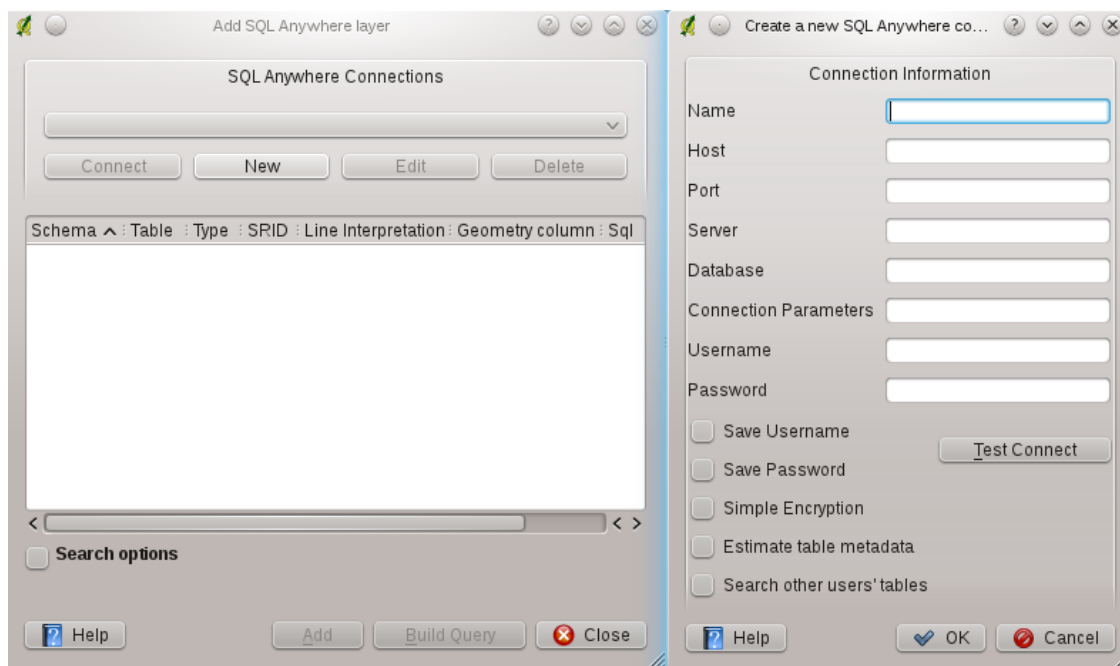 Add SQL Anywhere layer
SQL Anywhere Connections
Connect New Edit Delete
Schema Table Type SRID Line Interpretation Geometry column Sql
Search options
Help Add Build Query Close
Create a new SQL Anywhere co...
Connection Information
Name
Host
Port
Server
Database
Connection Parameters
Username
Password
Save Username
Test Connect
Save Password
Simple Encryption
Estimate table metadata
Search other users' tables
Help OK Cancel